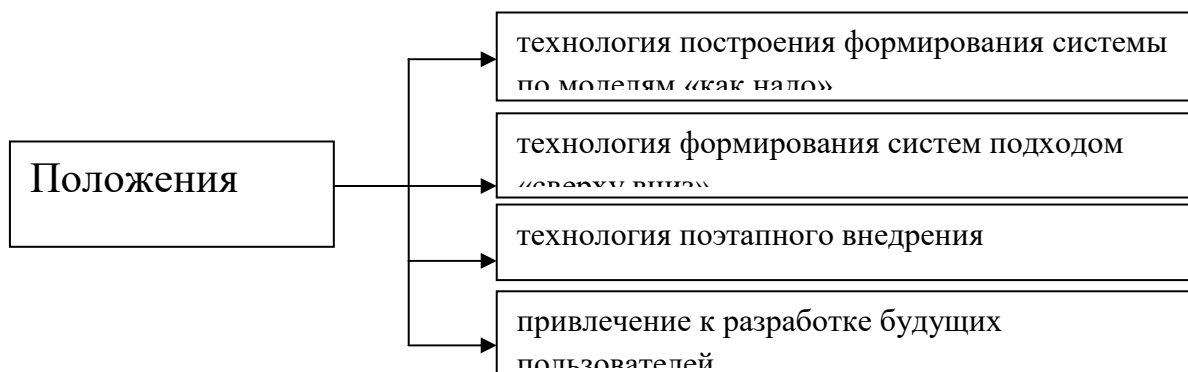 технология построения формирования системы
по моделям «как надо»
технология формирования систем подходом
«сверху вниз»
Положения
технология поэтапного внедрения
привлечение к разработке будущих
пользователей